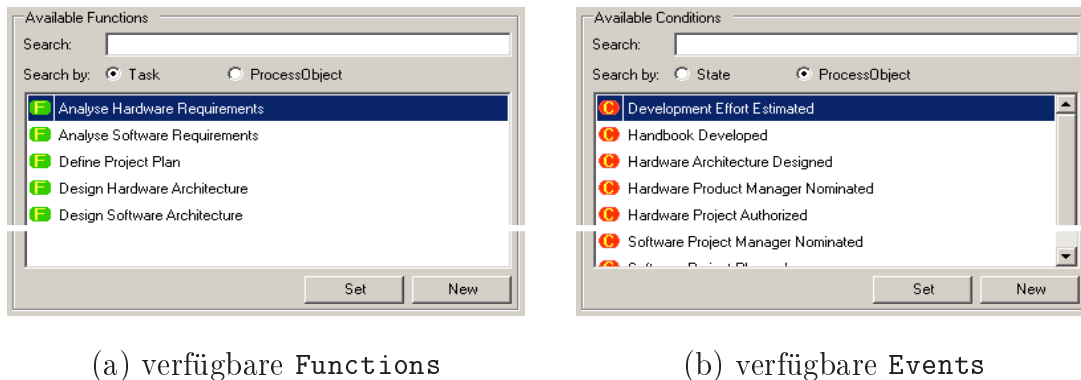 Available Functions
Search:
Search by: Task ProcessObject
F Analyse Hardware Requirements
F Analyse Software Requirements
F Define Project Plan
F Design Hardware Architecture
F Design Software Architecture
Set New
(a) verfügbare Functions
Available Conditions
Search:
Search by: State ProcessObject
C Development Effort Estimated
C Handbook Developed
C Hardware Architecture Designed
C Hardware Product Manager Nominated
C Hardware Project Authorized
C Software Project Manager Nominated
Set New
(b) verfügbare Events